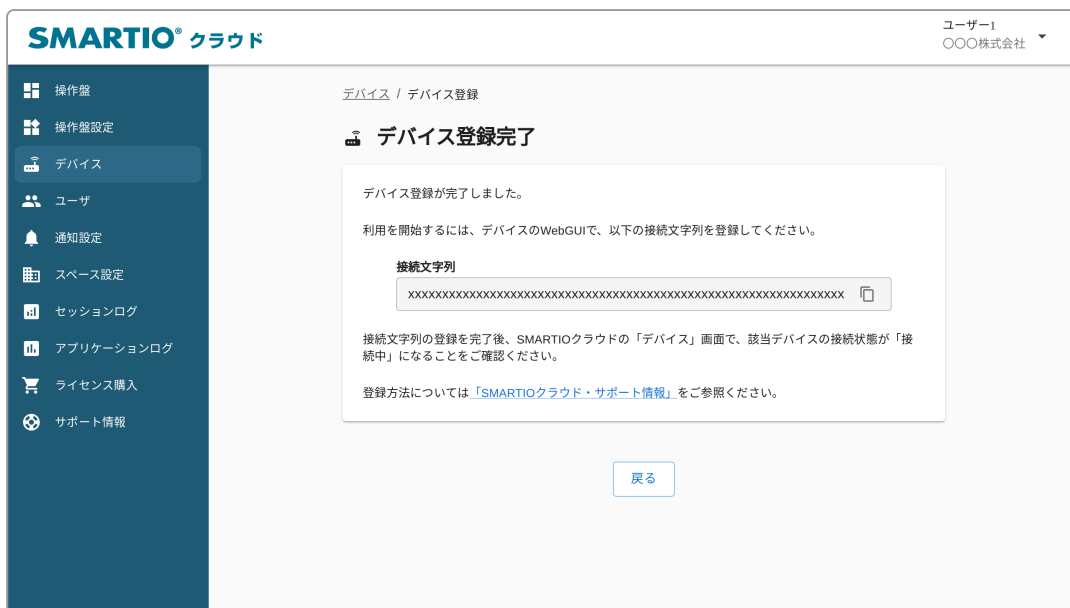 SMARTIO® クラウド
ユーザー1
〇〇〇株式会社
操作盤
操作盤設定
デバイス
ユーザ
通知設定
スペース設定
セッションログ
アプリケーションログ
ライセンス購入
サポート情報
デバイス / デバイス登録
デバイス登録完了
デバイス登録が完了しました。
利用を開始するには、デバイスのWebGUIで、以下の接続文字列を登録してください。
接続文字列
xxxxxxxxxxxxxxxxxxxxxxxxxxxxxxxxxxxxxxxxxxxxxxxxxxxxxxxxxxxxxxxx
接続文字列の登録を完了後、SMARTIOクラウドの「デバイス」画面で、該当デバイスの接続状態が「接
続中」になることをご確認ください。
登録方法については「SMARTIOクラウド・サポート情報」をご参照ください。
戻る